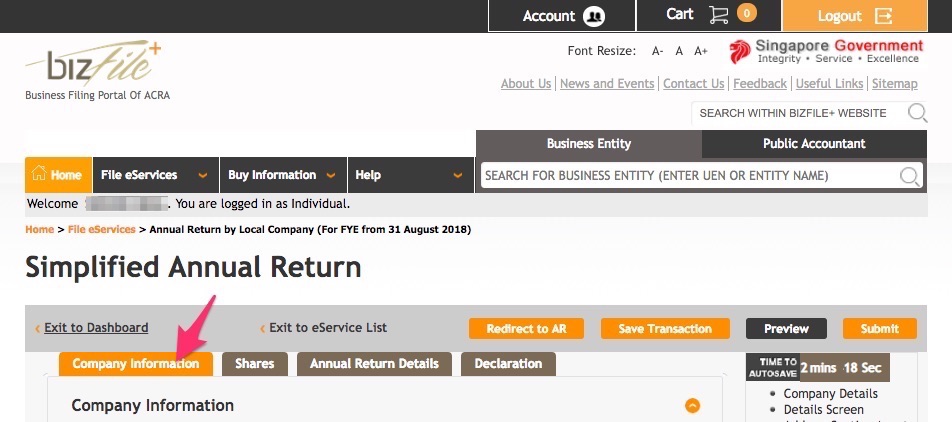 Account Cart 0 Logout
Font Resize: A- A A+ Singapore Government
Integrity • Service • Excellence
bizfile+
Business Filing Portal Of ACRA
About Us | News and Events | Contact Us | Feedback | Useful Links | Sitemap
SEARCH WITHIN BIZFILE+ WEBSITE
Business Entity Public Accountant
Home File eServices Buy Information Help SEARCH FOR BUSINESS ENTITY (ENTER UEN OR ENTITY NAME)
Welcome . You are logged in as Individual.
Home > File eServices > Annual Return by Local Company (For FYE from 31 August 2018)
Simplified Annual Return
‹ Exit to Dashboard ‹ Exit to eService List Redirect to AR Save Transaction Preview Submit
Company Information Shares Annual Return Details Declaration
TIME TO AUTOSAVE 2 mins 18 Sec
Company Information
• Company Details
• Details Screen